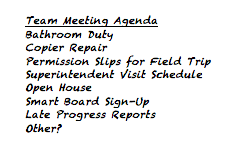 Team Meeting Agenda
Bathroom Duty
Copier Repair
Permission Slips for Field Trip
Superintendent Visit Schedule
Open House
Smart Board Sign-Up
Late Progress Reports
Other?